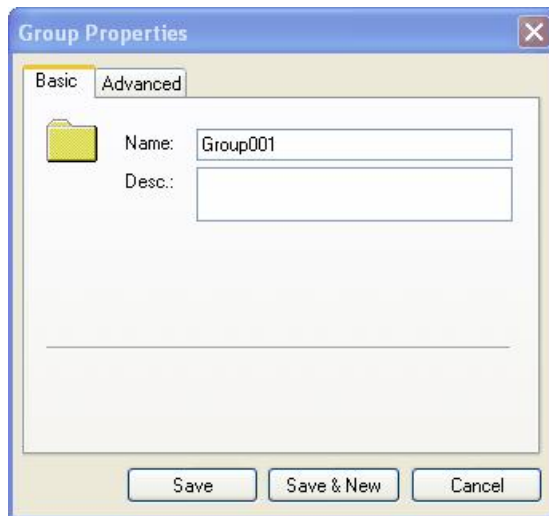 Group Properties
Basic Advanced
Name: Group001
Desc.:
Save Save & New Cancel